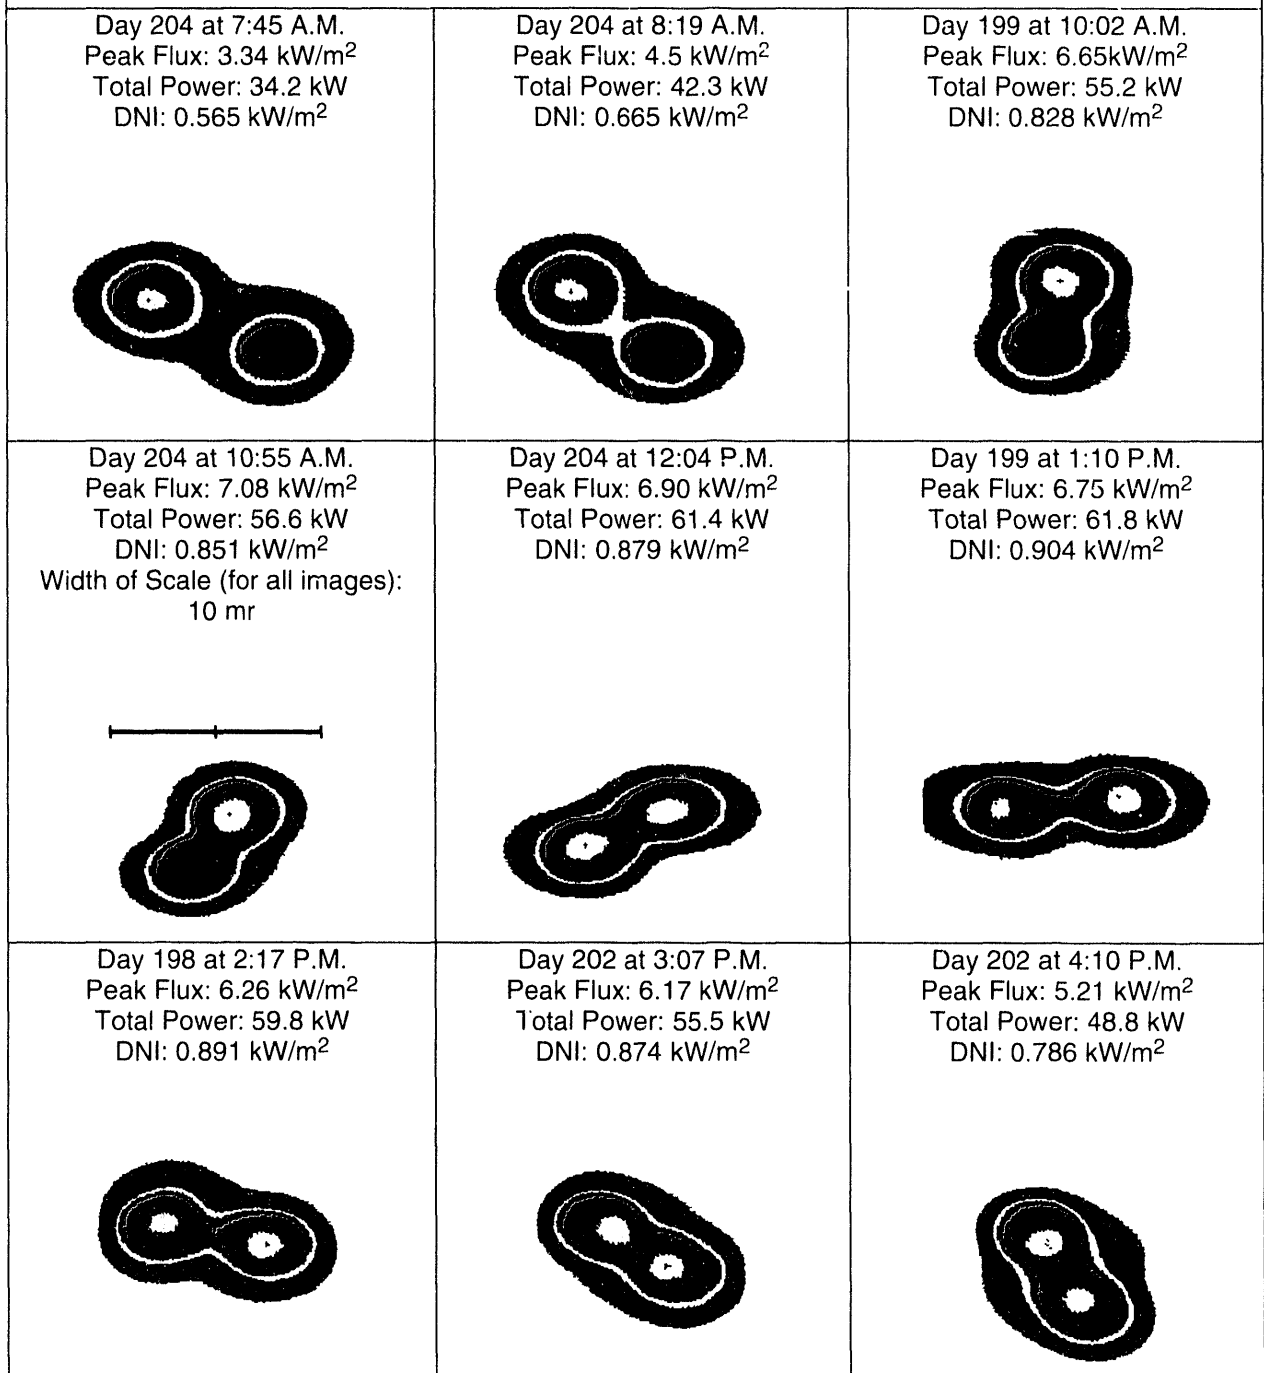 Day 204 at 7:45 A.M.
Peak Flux: 3.34 kW/m²
Total Power: 34.2 kW
DNI: 0.565 kW/m²
Day 204 at 8:19 A.M.
Peak Flux: 4.5 kW/m²
Total Power: 42.3 kW
DNI: 0.665 kW/m²
Day 199 at 10:02 A.M.
Peak Flux: 6.65kW/m²
Total Power: 55.2 kW
DNI: 0.828 kW/m²
Day 204 at 10:55 A.M.
Peak Flux: 7.08 kW/m²
Total Power: 56.6 kW
DNI: 0.851 kW/m²
Width of Scale (for all images):
10 mr
Day 204 at 12:04 P.M.
Peak Flux: 6.90 kW/m²
Total Power: 61.4 kW
DNI: 0.879 kW/m²
Day 199 at 1:10 P.M.
Peak Flux: 6.75 kW/m²
Total Power: 61.8 kW
DNI: 0.904 kW/m²
Day 198 at 2:17 P.M.
Peak Flux: 6.26 kW/m²
Total Power: 59.8 kW
DNI: 0.891 kW/m²
Day 202 at 3:07 P.M.
Peak Flux: 6.17 kW/m²
Total Power: 55.5 kW
DNI: 0.874 kW/m²
Day 202 at 4:10 P.M.
Peak Flux: 5.21 kW/m²
Total Power: 48.8 kW
DNI: 0.786 kW/m²